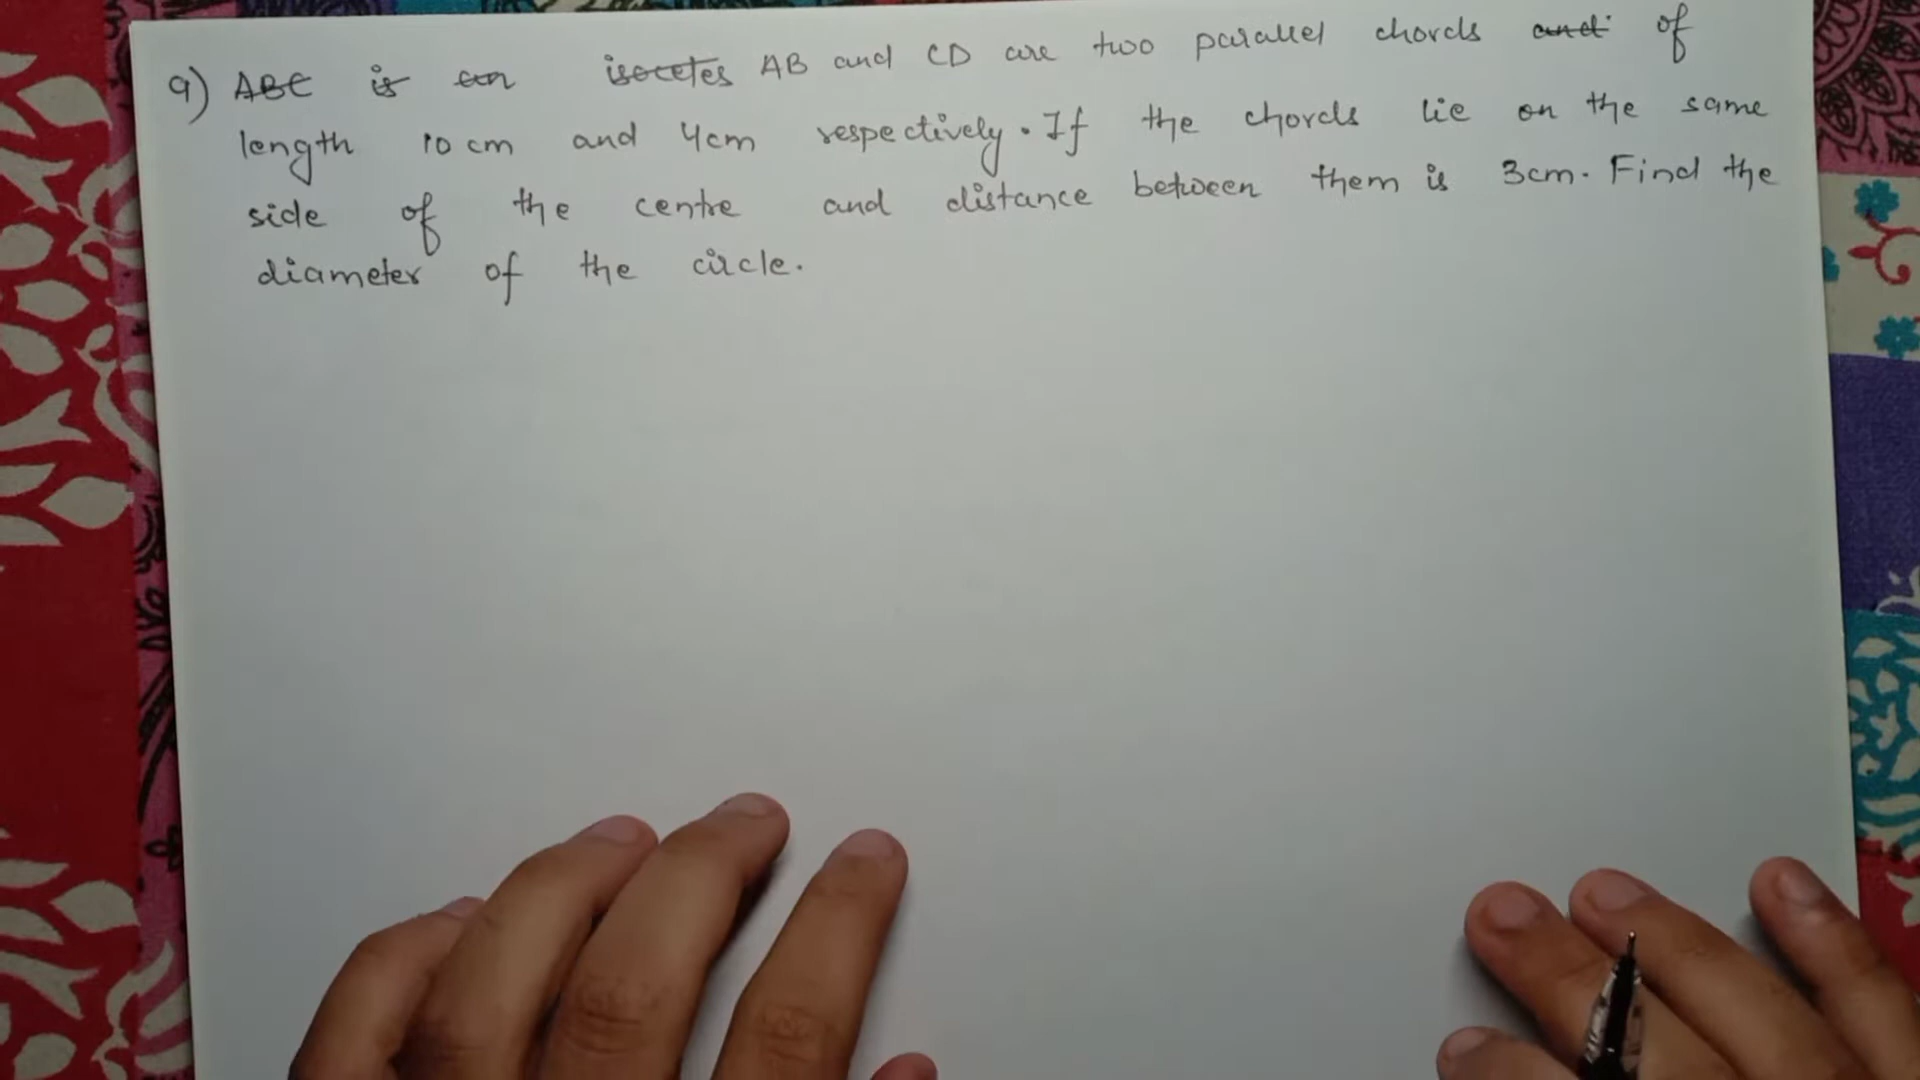 9) ABC is an isoceles AB and CD are two parallel chords and of
length 10 cm and 4cm respectively. If the chords lie on the same
side of the centre and distance between them is 3cm. Find the
diameter of the circle.